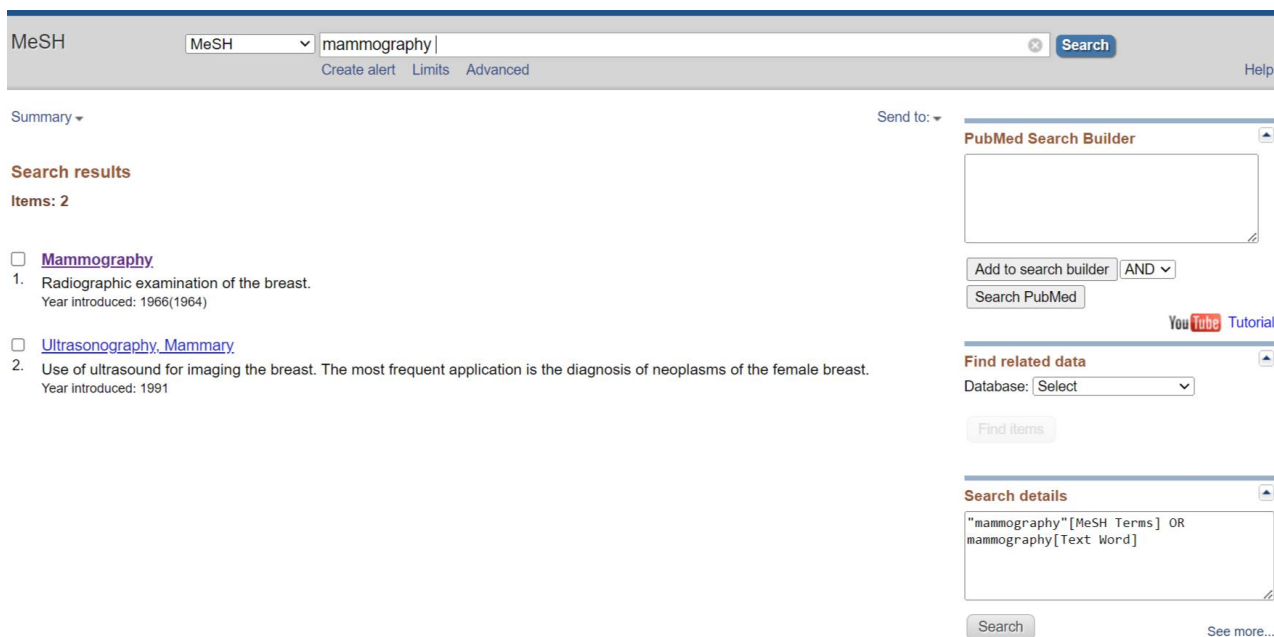 MeSH
MeSH
mammography
Search
Create alert Limits Advanced
Help
Summary
Send to:
Search results
Items: 2
Mammography
1. Radiographic examination of the breast.
Year introduced: 1966(1964)
Ultrasonography, Mammary
2. Use of ultrasound for imaging the breast. The most frequent application is the diagnosis of neoplasms of the female breast.
Year introduced: 1991
PubMed Search Builder
Add to search builder AND
Search PubMed
YouTube Tutorial
Find related data
Database: Select
Find items
Search details
"mammography"[MeSH Terms] OR
mammography[Text Word]
Search
See more...